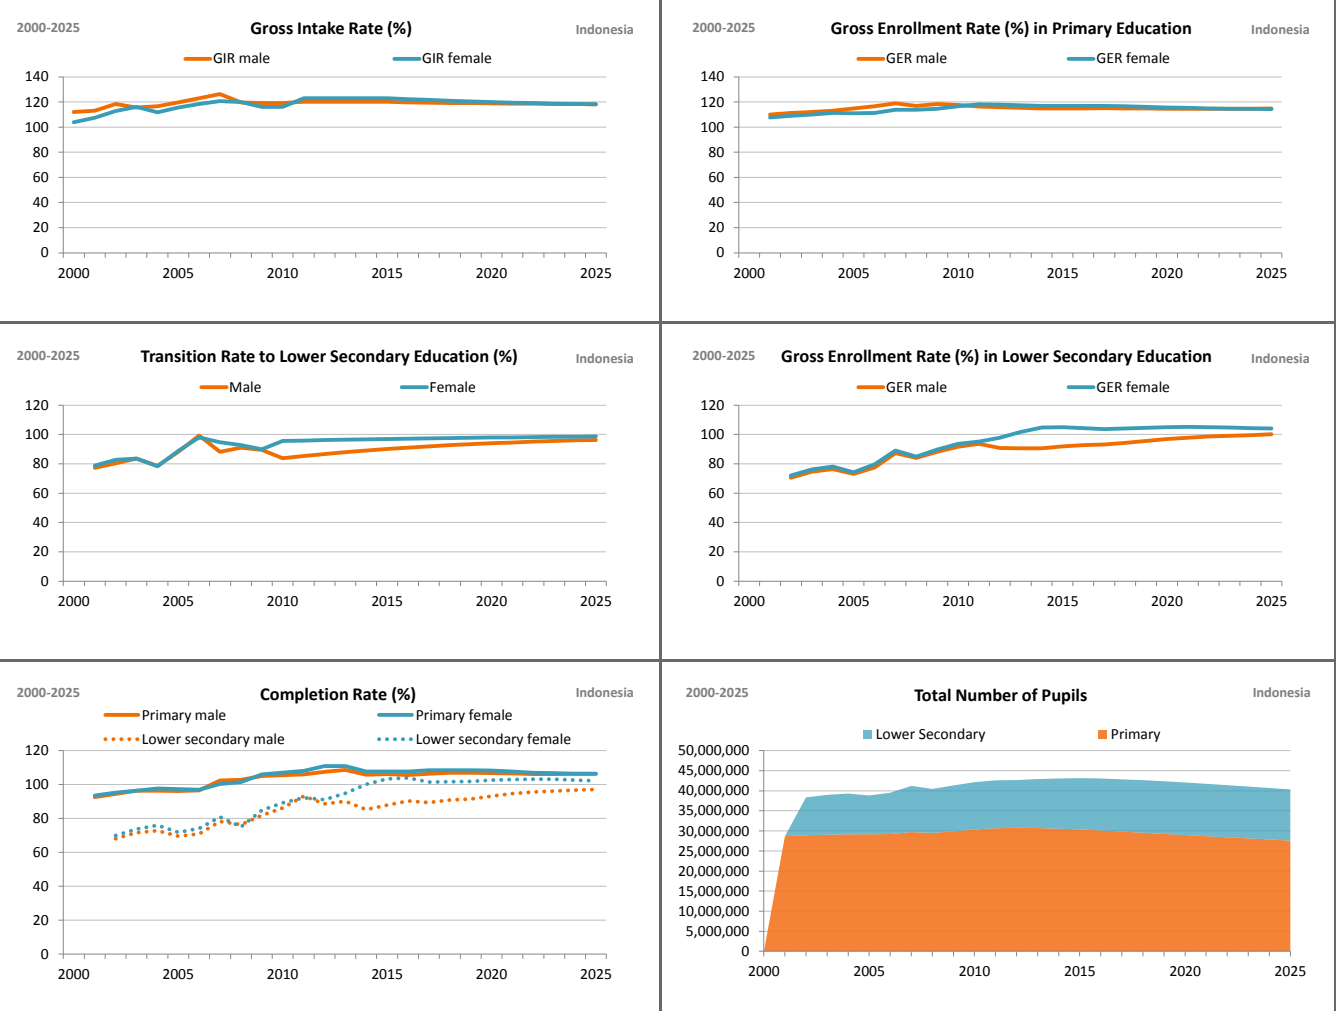 2000-2025 Gross Intake Rate (%) Indonesia
GIR male GIR female
140
120
100
80
60
40
20
0
2000 2005 2010 2015 2020 2025
2000-2025 Gross Enrollment Rate (%) in Primary Education Indonesia
GER male GER female
140
120
100
80
60
40
20
0
2000 2005 2010 2015 2020 2025
2000-2025 Transition Rate to Lower Secondary Education (%) Indonesia
Male Female
120
100
80
60
40
20
0
2000 2005 2010 2015 2020 2025
2000-2025 Gross Enrollment Rate (%) in Lower Secondary Education Indonesia
GER male GER female
120
100
80
60
40
20
0
2000 2005 2010 2015 2020 2025
2000-2025 Completion Rate (%) Indonesia
Primary male Primary female
Lower secondary male Lower secondary female
120
100
80
60
40
20
0
2000 2005 2010 2015 2020 2025
2000-2025 Total Number of Pupils Indonesia
Lower Secondary Primary
50,000,000
45,000,000
40,000,000
35,000,000
30,000,000
25,000,000
20,000,000
15,000,000
10,000,000
5,000,000
0
2000 2005 2010 2015 2020 2025